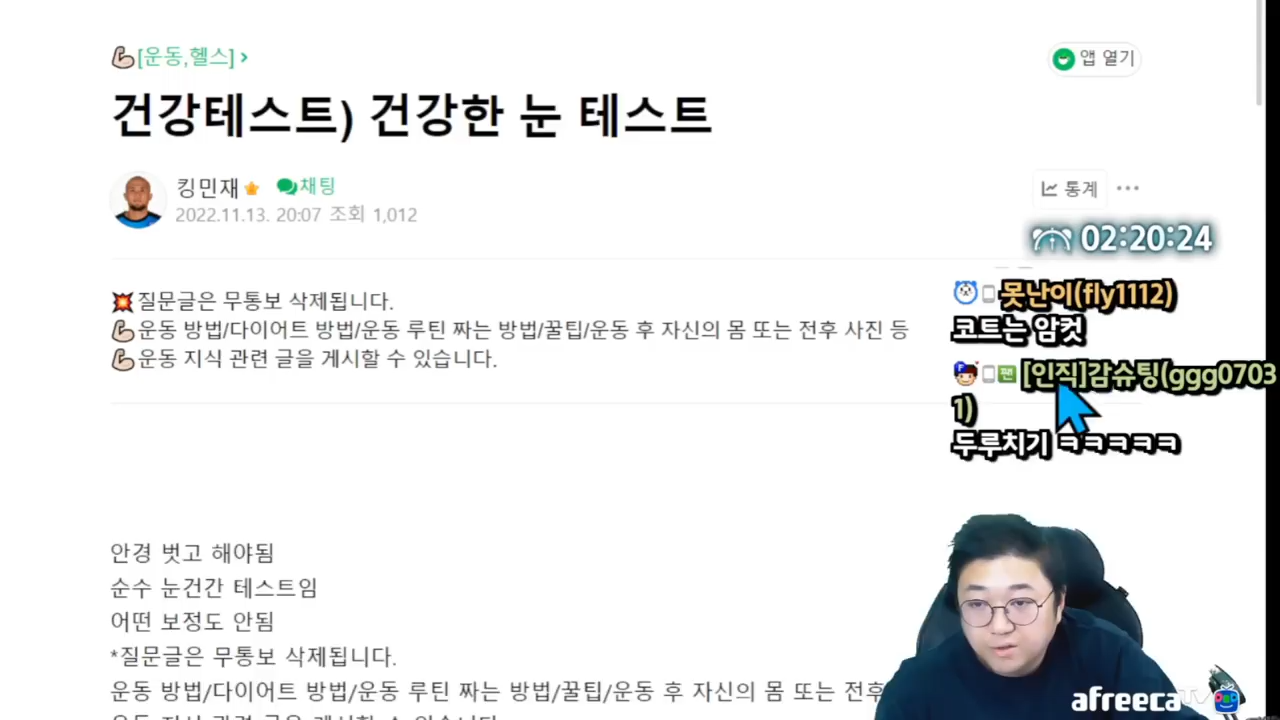 [운동,헬스] >
앱 열기
건강테스트) 건강한 눈 테스트
킹민재 채팅
2022.11.13. 20:07 조회 1,012
통계
02:20:24
질문글은 무통보 삭제됩니다.
운동 방법/다이어트 방법/운동 루틴 짜는 방법/꿀팁/운동 후 자신의 몸 또는 전후 사진 등
운동 지식 관련 글을 게시할 수 있습니다.
못난이(fly1112)
코트는 암컷
팬 [인직]감슈팅(ggg0703
1)
두루치기 ㅋㅋㅋㅋㅋ
안경 벗고 해야됨
순수 눈건간 테스트임
어떤 보정도 안됨
*질문글은 무통보 삭제됩니다.
운동 방법/다이어트 방법/운동 루틴 짜는 방법/꿀팁/운동 후 자신의 몸 또는 전후
afreecaTV